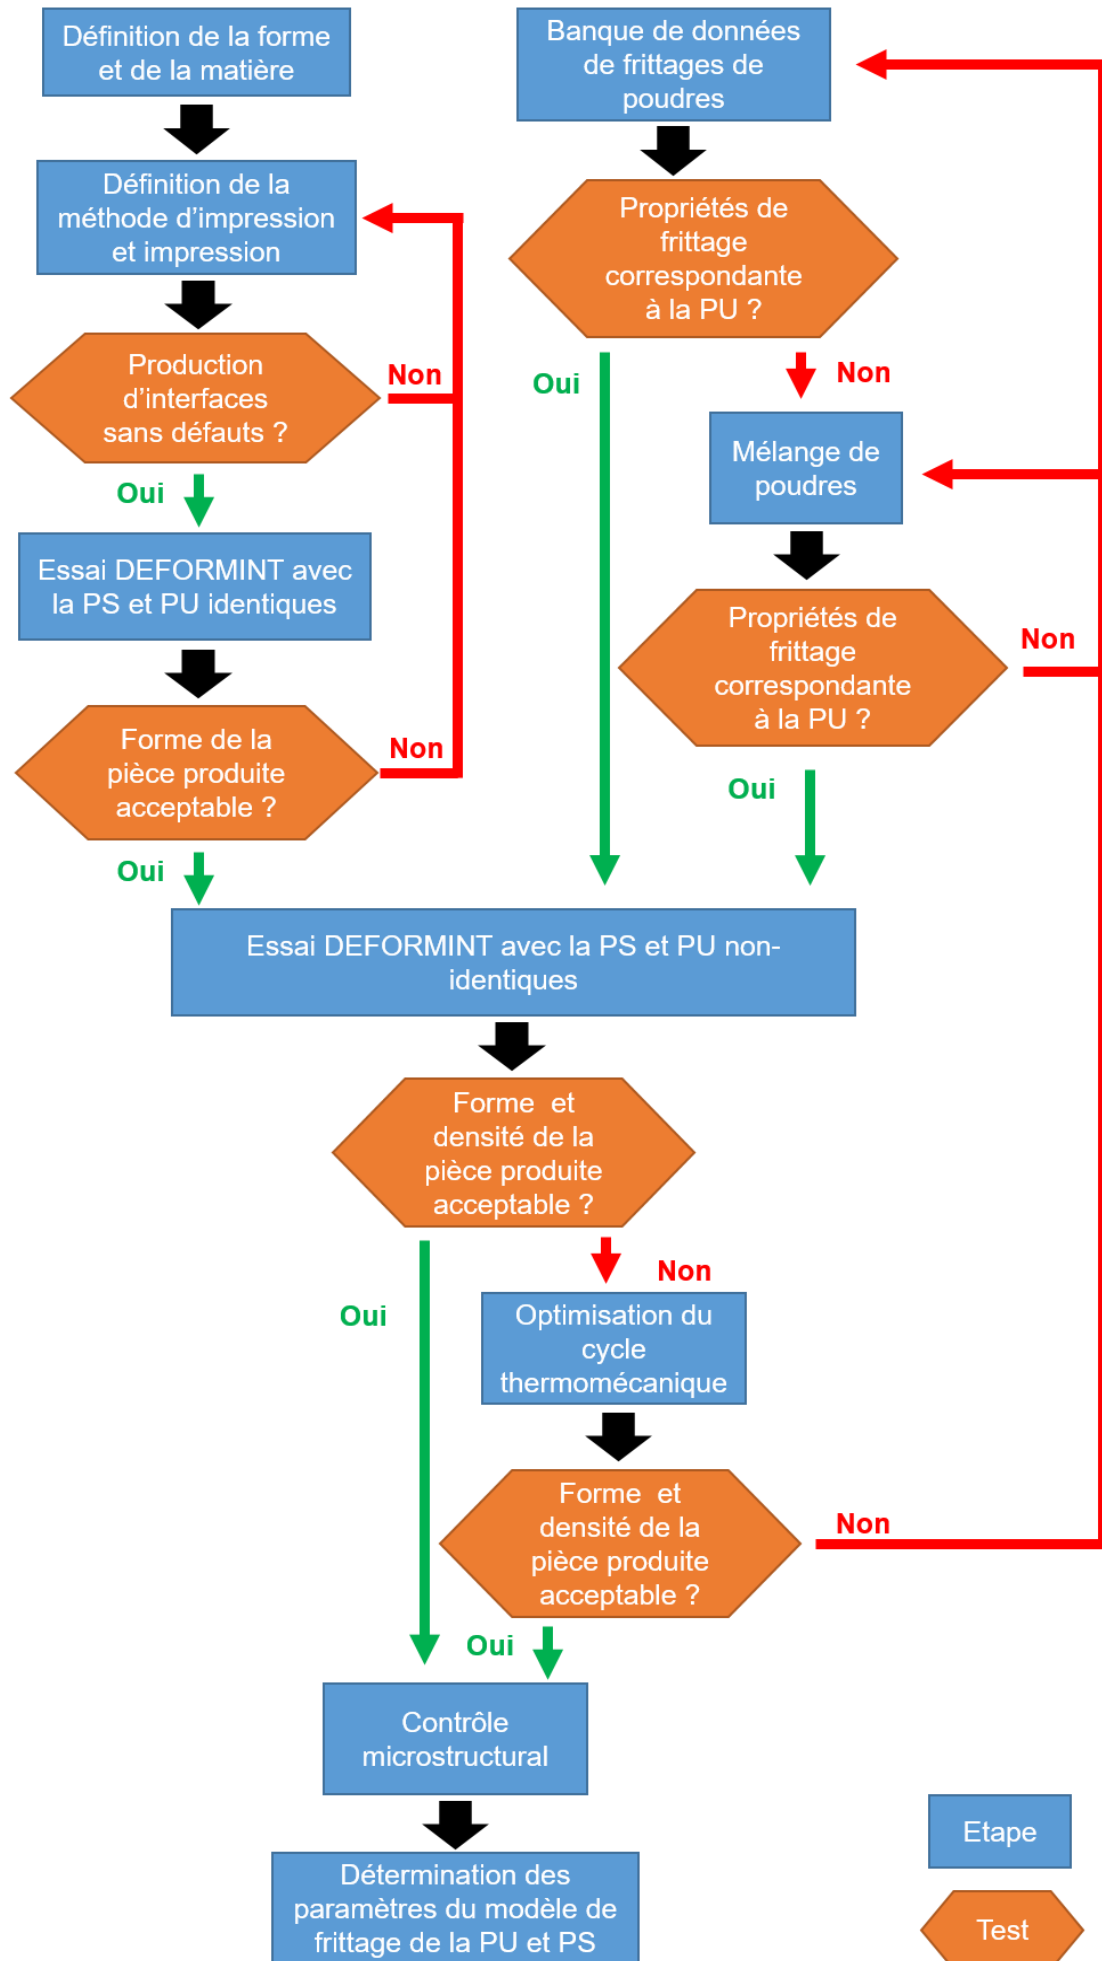 Définition de la forme
et de la matière
Définition de la
méthode d'impression
et impression
Production
d'interfaces
sans défauts ?
Non
Oui
Essai DEFORMINT avec
la PS et PU identiques
Forme de la
pièce produite
acceptable ?
Non
Oui
Banque de données
de frittages de
poudres
Propriétés de
frittage
correspondante
à la PU ?
Oui
Non
Mélange de
poudres
Propriétés de
frittage
correspondante
à la PU ?
Non
Oui
Essai DEFORMINT avec la PS et PU non-
identiques
Forme et
densité de la
pièce produite
acceptable ?
Oui
Non
Optimisation du
cycle
thermomécanique
Forme et
densité de la
pièce produite
acceptable ?
Non
Oui
Contrôle
microstructural
Détermination des
paramètres du modèle de
frittage de la PU et PS
Etape
Test